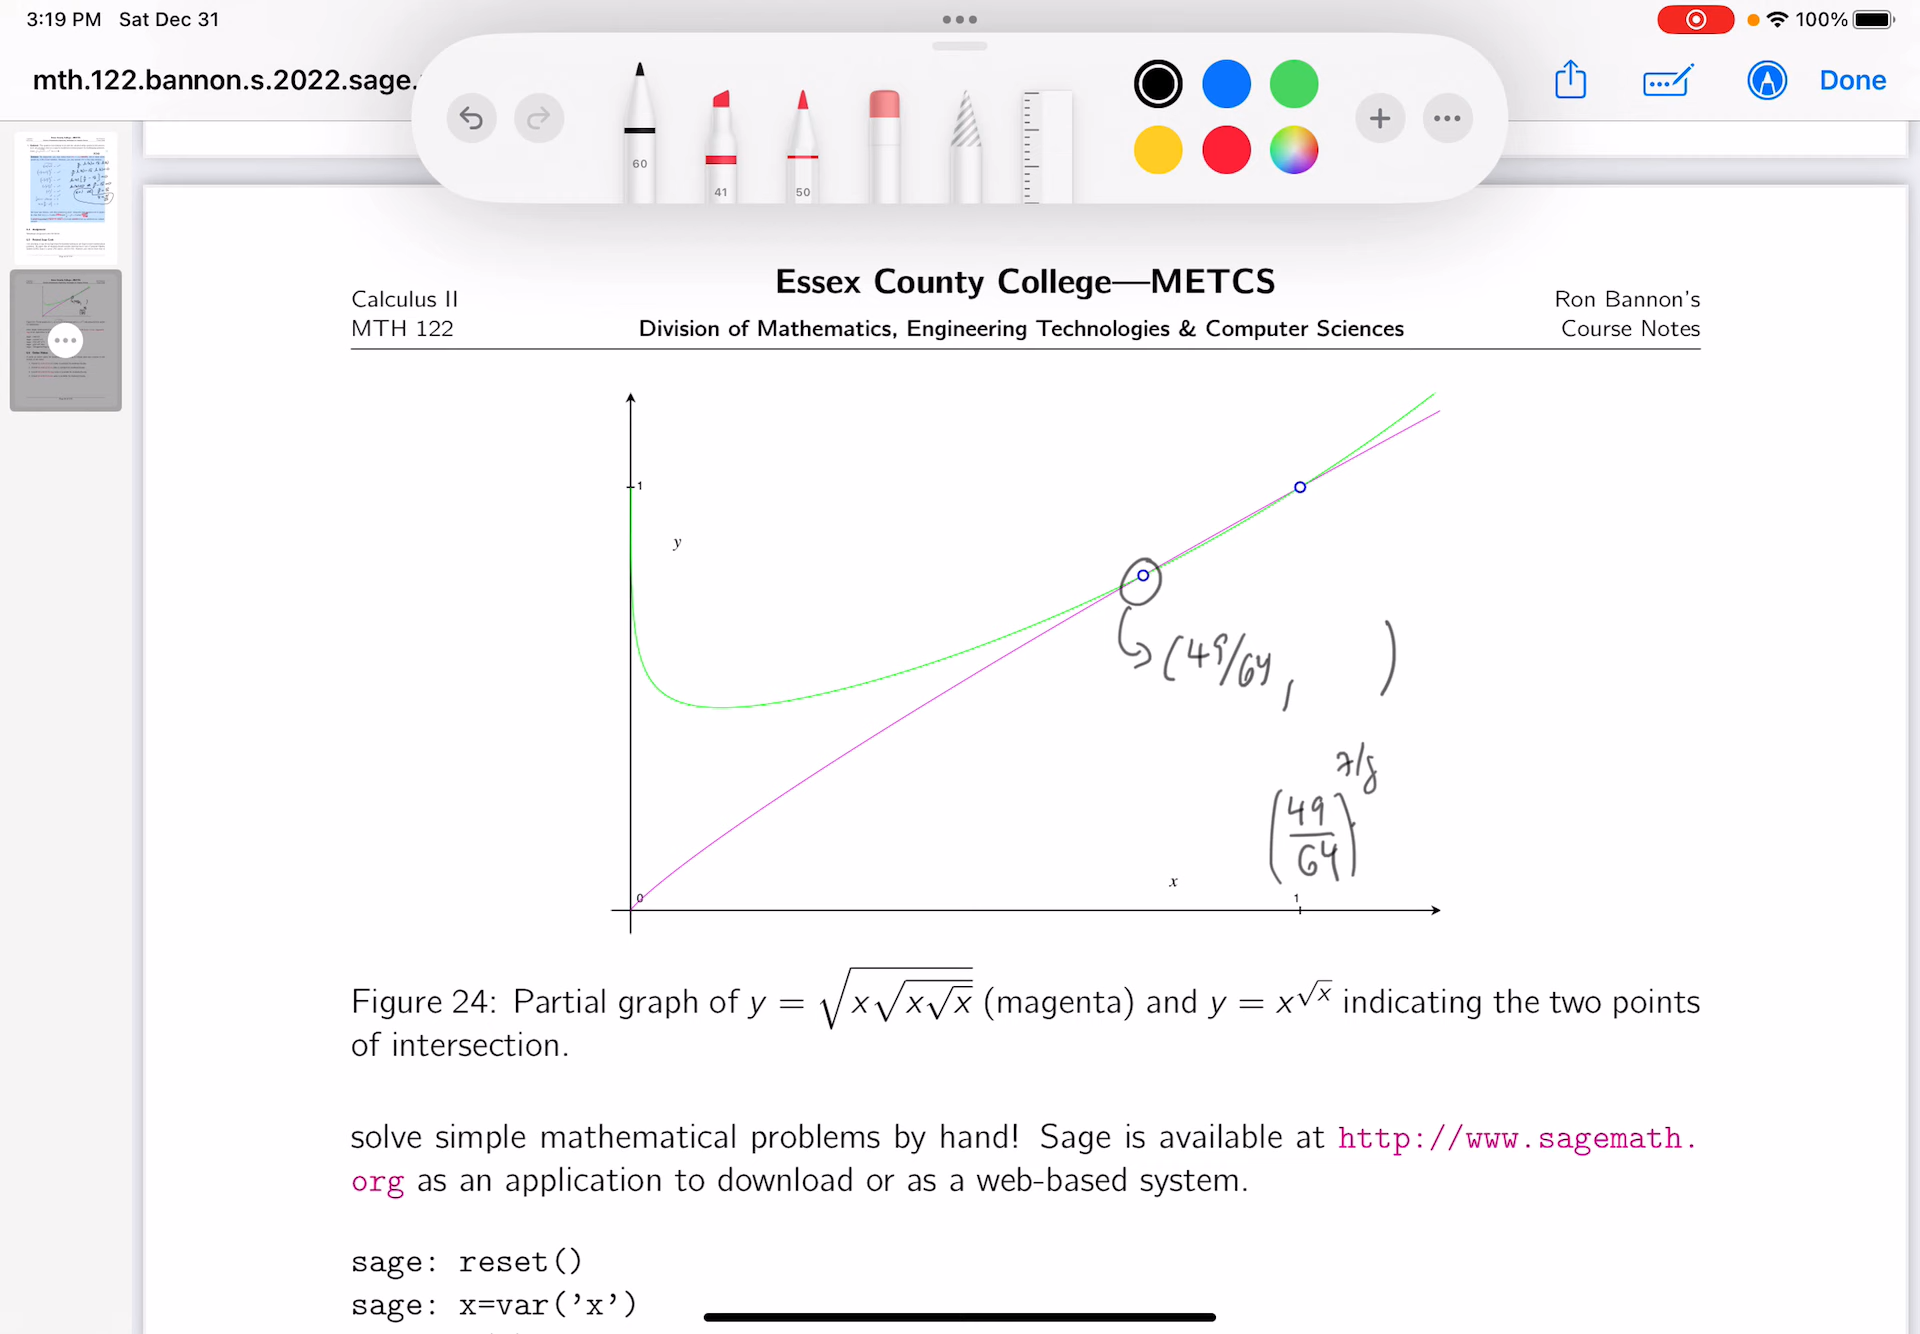 3:19 PM Sat Dec 31
100%
mth.122.bannon.s.2022.sage.
60
41
50
Done
Calculus II
MTH 122
Essex County College—METCS
Division of Mathematics, Engineering Technologies & Computer Sciences
Ron Bannon's
Course Notes
1
y
(49/64, )
(49/64)^7/8
x
0
1
Figure 24: Partial graph of y = √(x√(x√x)) (magenta) and y = x^√x indicating the two points
of intersection.
solve simple mathematical problems by hand! Sage is available at http://www.sagemath.
org as an application to download or as a web-based system.
sage: reset()
sage: x=var('x')